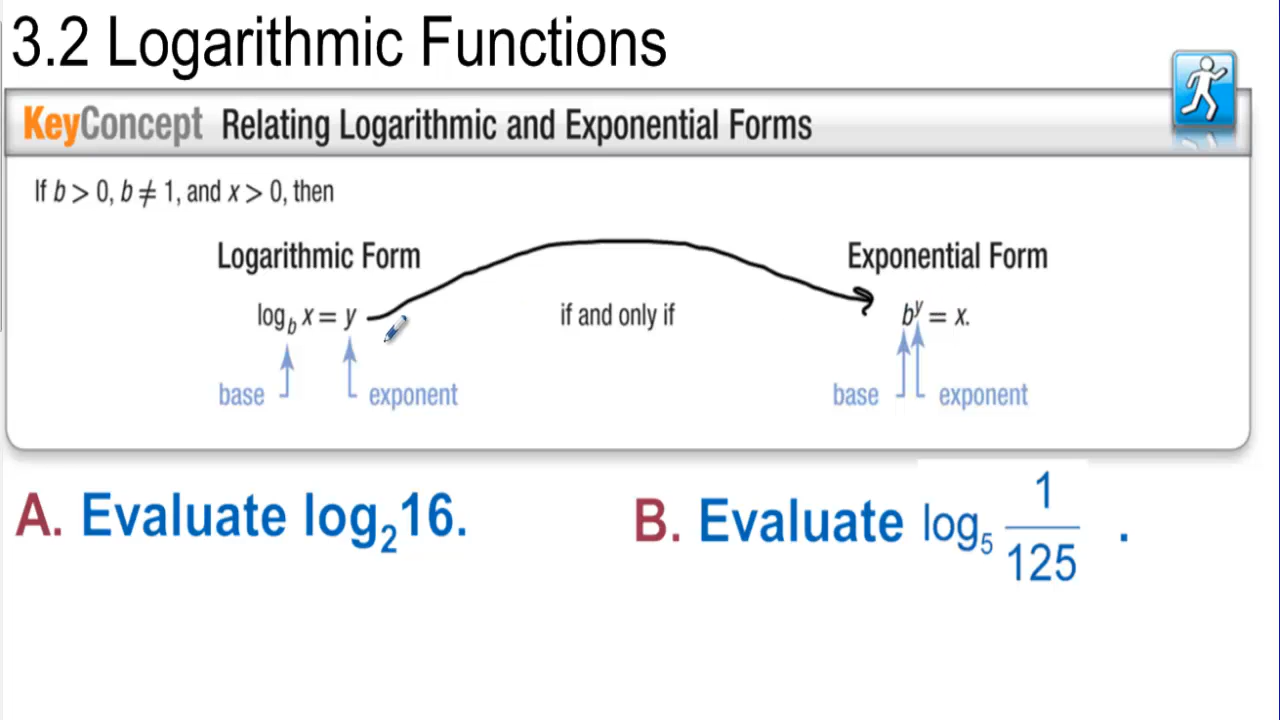 3.2 Logarithmic Functions
KeyConcept Relating Logarithmic and Exponential Forms
If b > 0, b ≠ 1, and x > 0, then
Logarithmic Form Exponential Form
log_b x = y if and only if b^y = x.
base exponent base exponent
A. Evaluate log₂16. B. Evaluate log₅ 1/125 .